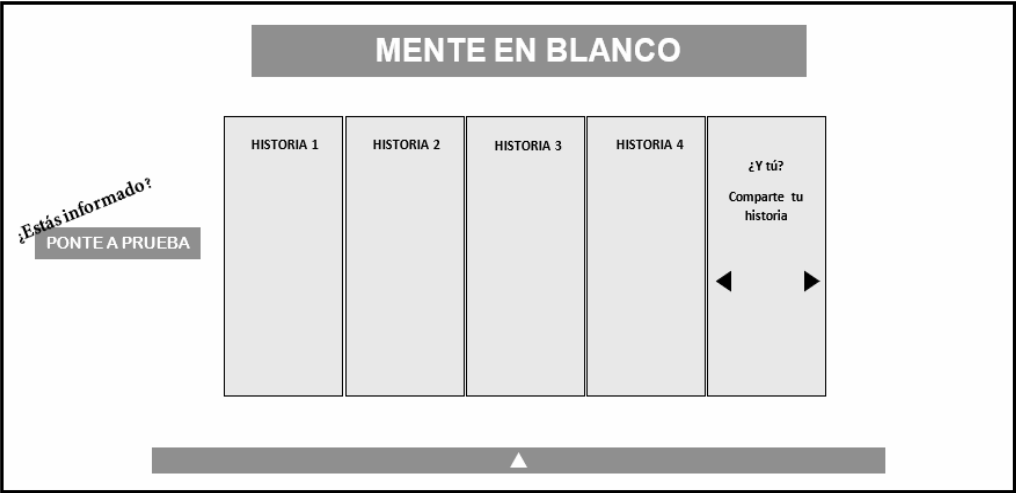 MENTE EN BLANCO
HISTORIA 1
HISTORIA 2
HISTORIA 3
HISTORIA 4
¿Y tú?
Comparte tu
historia
¿Estás informado?
PONTE A PRUEBA